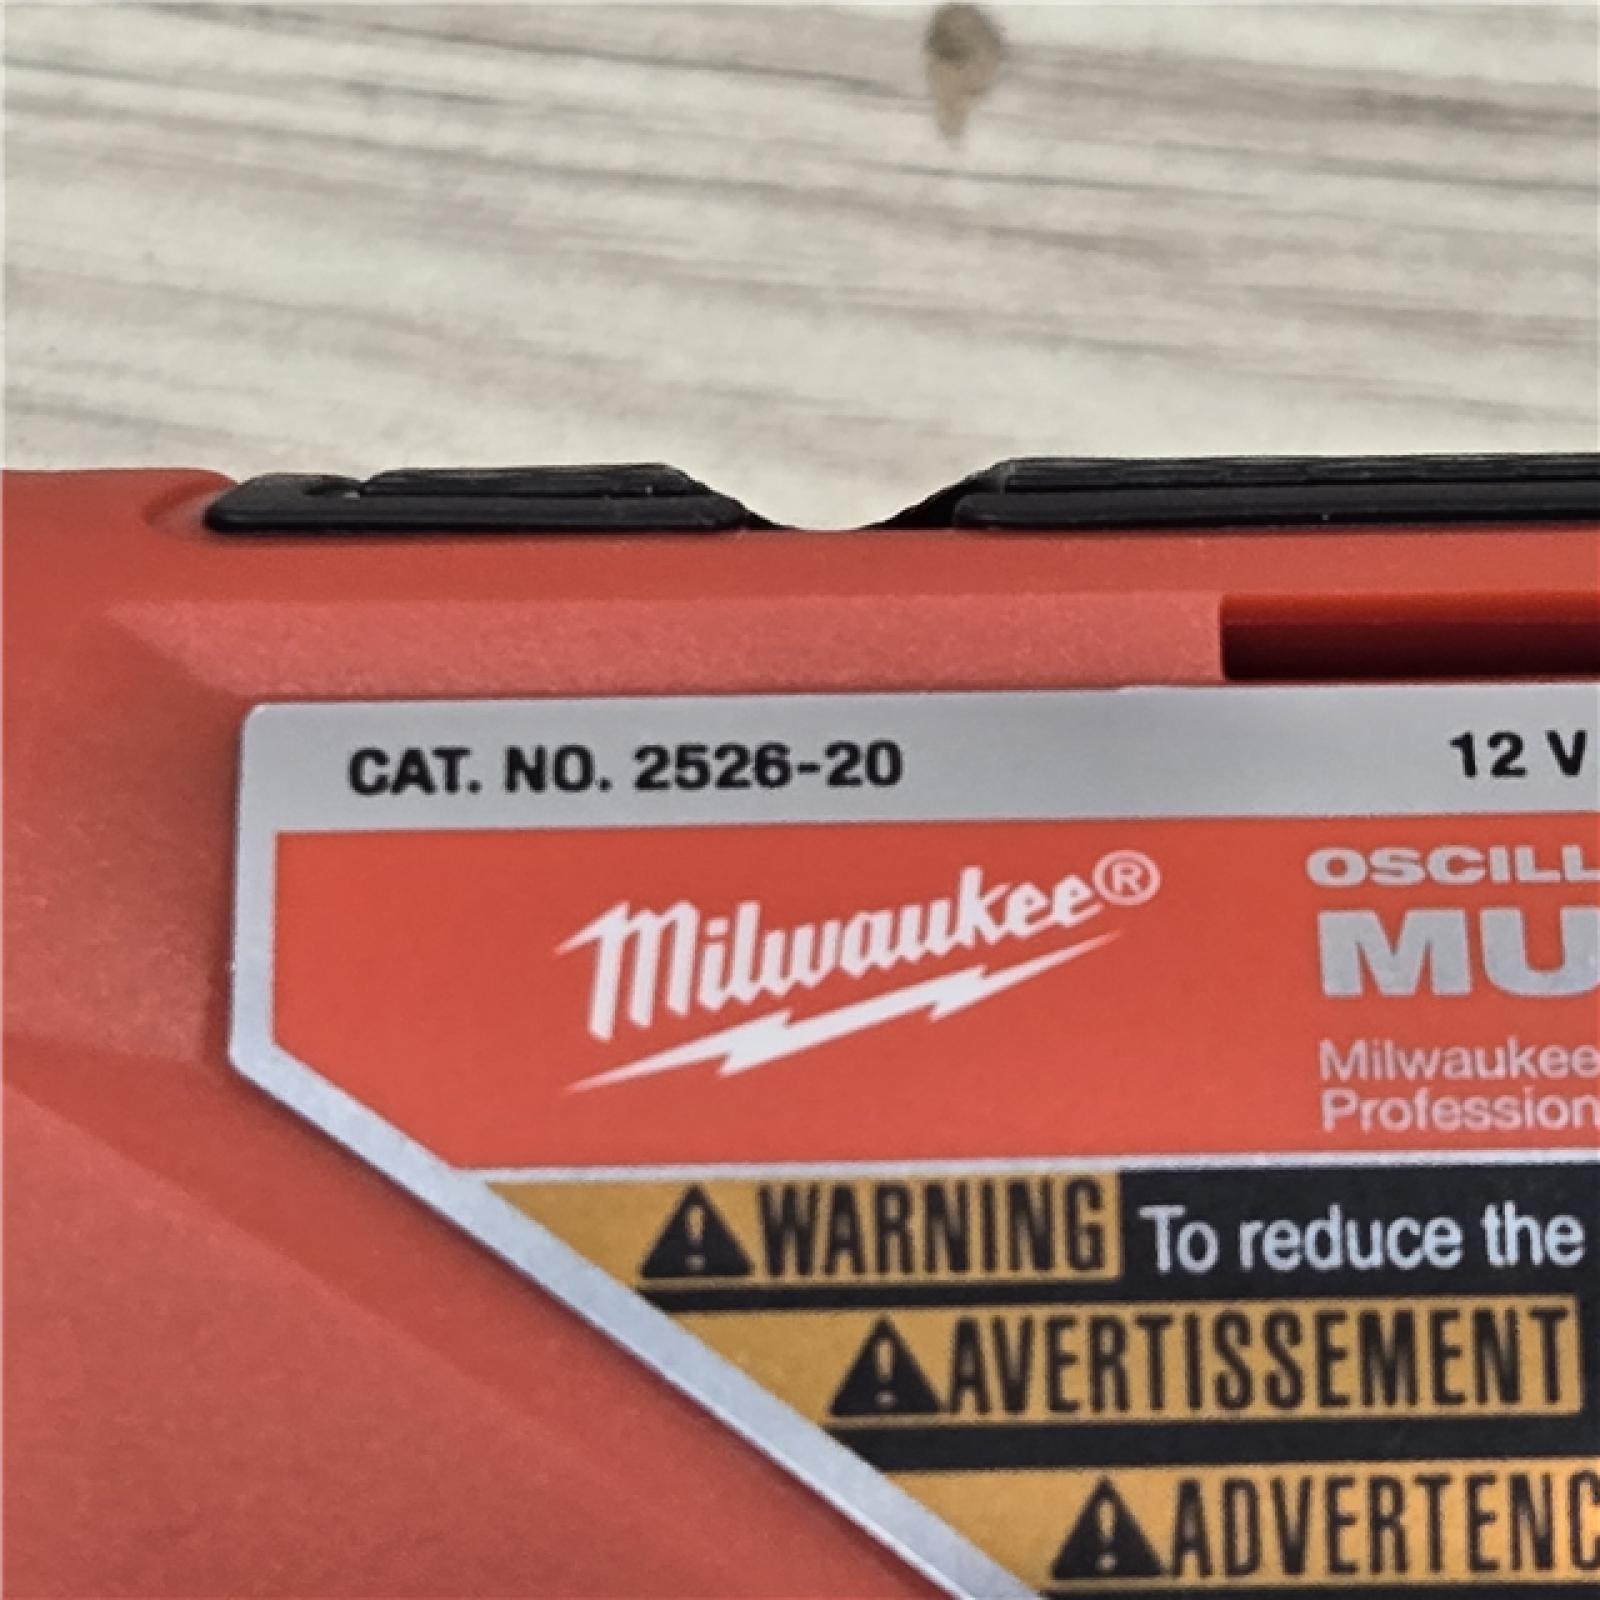 CAT. NO. 2526-20 12 V
Milwaukee®
OSCILL
MU
Milwaukee
Profession
WARNING To reduce the
AVERTISSEMENT
ADVERTENC